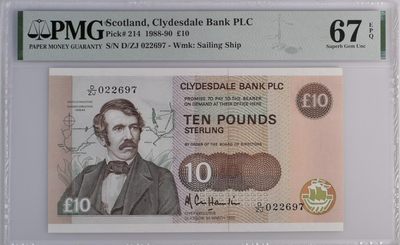 PMG
PAPER MONEY GUARANTY
Scotland, Clydesdale Bank PLC
Pick# 214 1988-90 £10
S/N D/ZJ 022697 - Wmk: Sailing Ship
67 EPQ
Superb Gem Unc
D/ZJ 022697
CLYDESDALE BANK PLC
PROMISE TO PAY TO THE BEARER
ON DEMAND AT THEIR OFFICE HERE
£10
TEN POUNDS
STERLING
BY ORDER OF THE BOARD OF DIRECTORS
10
£10
CHIEF EXECUTIVE
D/ZJ 022697